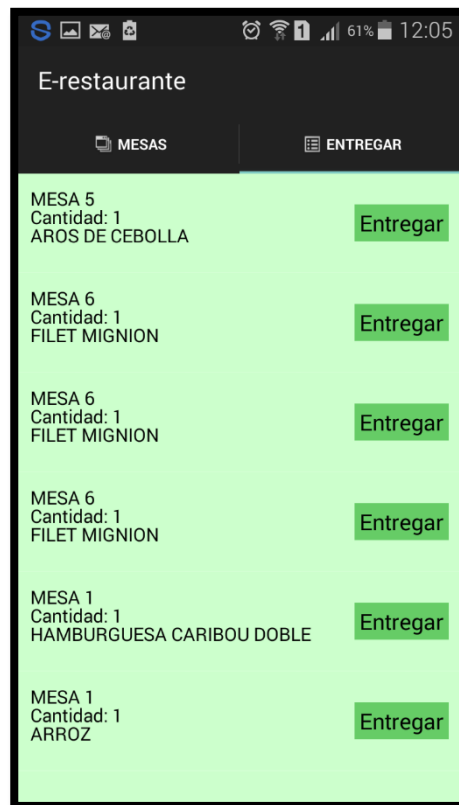 1 61% 12:05
E-restaurante
MESAS ENTREGAR
MESA 5
Cantidad: 1
AROS DE CEBOLLA
Entregar
MESA 6
Cantidad: 1
FILET MIGNION
Entregar
MESA 6
Cantidad: 1
FILET MIGNION
Entregar
MESA 6
Cantidad: 1
FILET MIGNION
Entregar
MESA 1
Cantidad: 1
HAMBURGUESA CARIBOU DOBLE
Entregar
MESA 1
Cantidad: 1
ARROZ
Entregar